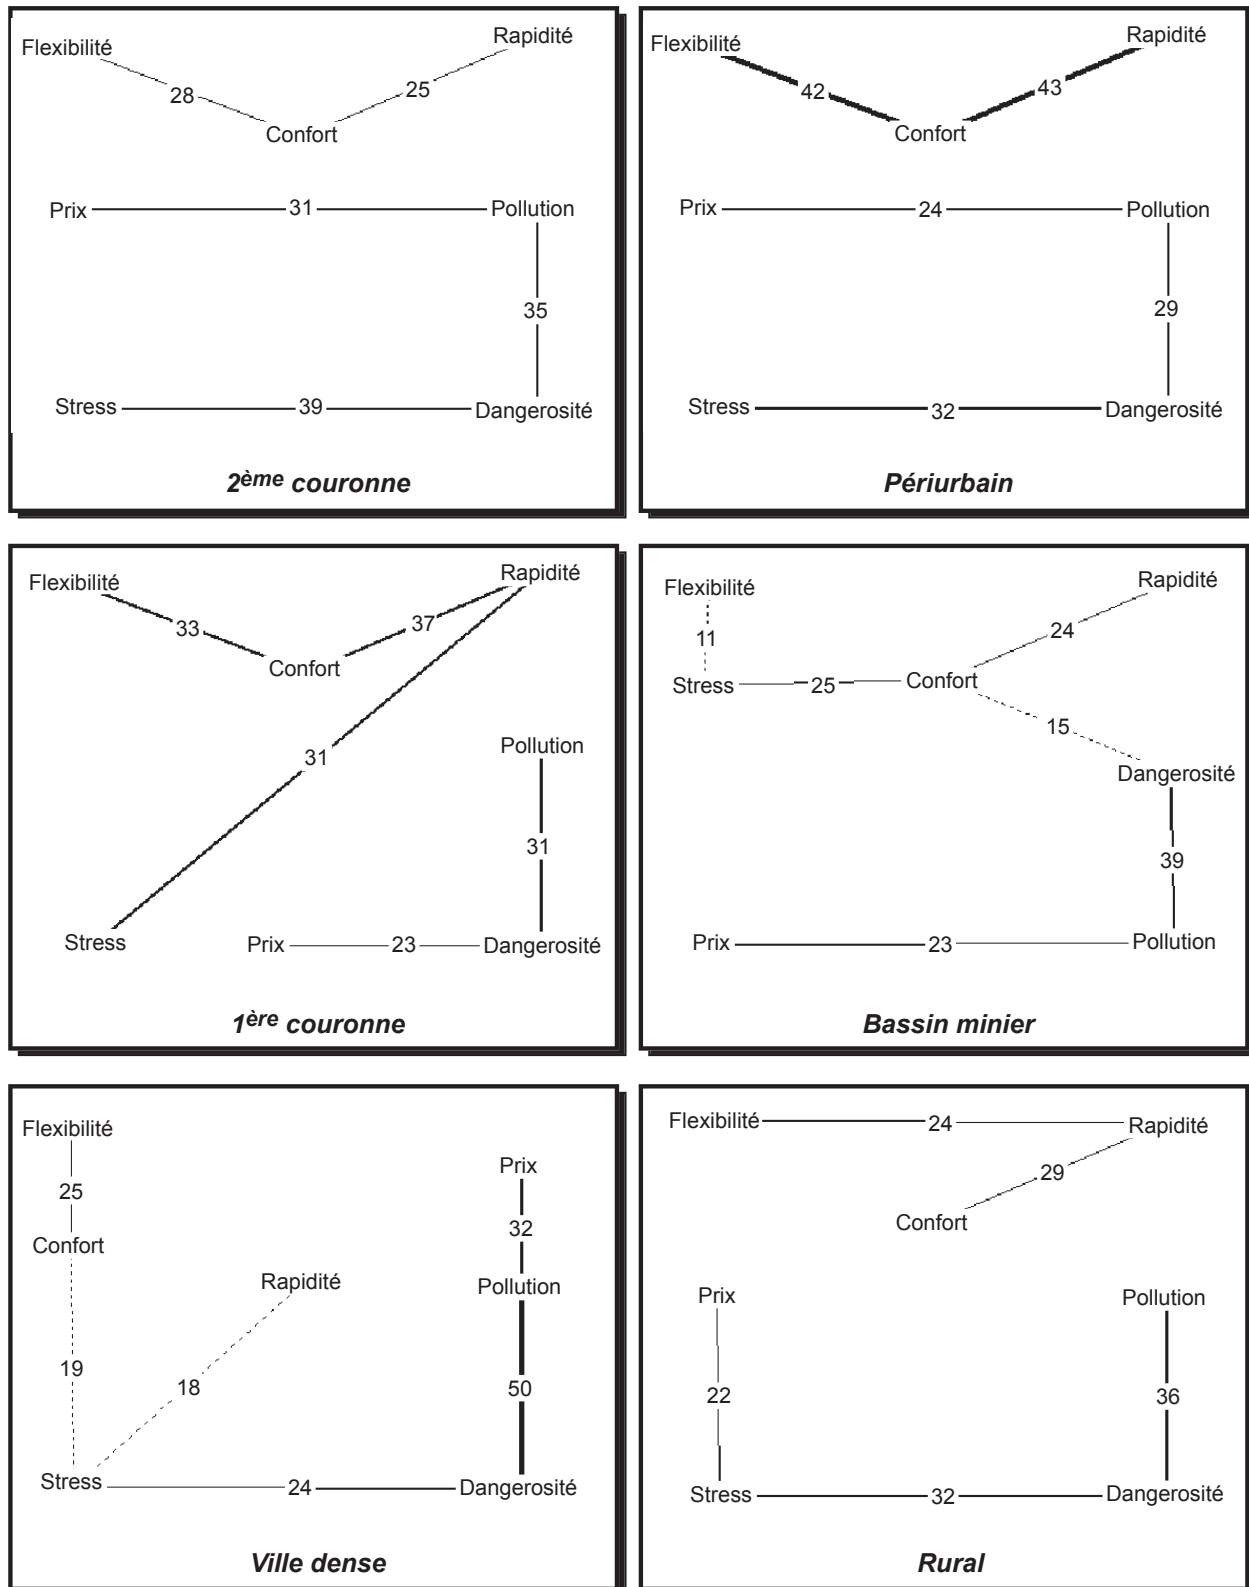 Flexibilité
Rapidité
28
25
Confort
Prix
31
Pollution
35
Stress
39
Dangerosité
2ème couronne
Flexibilité
Rapidité
42
43
Confort
Prix
24
Pollution
29
Stress
32
Dangerosité
Périurbain
Flexibilité
Rapidité
33
37
Confort
31
Pollution
31
Stress
Prix
23
Dangerosité
1ère couronne
Flexibilité
Rapidité
11
24
Stress
25
Confort
15
Dangerosité
39
Prix
23
Pollution
Bassin minier
Flexibilité
Prix
25
32
Confort
Rapidité
Pollution
19
18
50
Stress
24
Dangerosité
Ville dense
Flexibilité
24
Rapidité
29
Confort
Prix
Pollution
22
36
Stress
32
Dangerosité
Rural